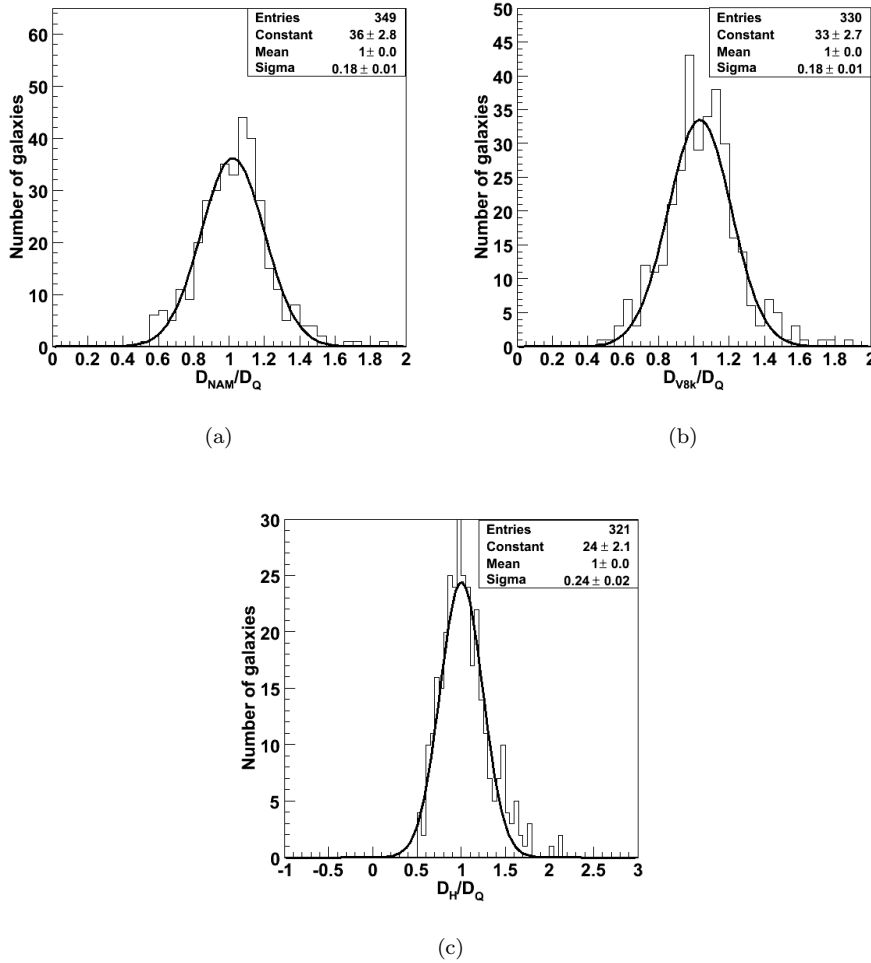 Entries 349
Constant 36 ± 2.8
Mean 1 ± 0.0
Sigma 0.18 ± 0.01
Number of galaxies
60
50
40
30
20
10
0
0 0.2 0.4 0.6 0.8 1 1.2 1.4 1.6 1.8 2
D_NAM/D_Q
(a)
Entries 330
Constant 33 ± 2.7
Mean 1 ± 0.0
Sigma 0.18 ± 0.01
Number of galaxies
50
45
40
35
30
25
20
15
10
5
0
0 0.2 0.4 0.6 0.8 1 1.2 1.4 1.6 1.8 2
D_V8k/D_Q
(b)
Entries 321
Constant 24 ± 2.1
Mean 1 ± 0.0
Sigma 0.24 ± 0.02
Number of galaxies
30
25
20
15
10
5
0
-1 -0.5 0 0.5 1 1.5 2 2.5 3
D_H/D_Q
(c)